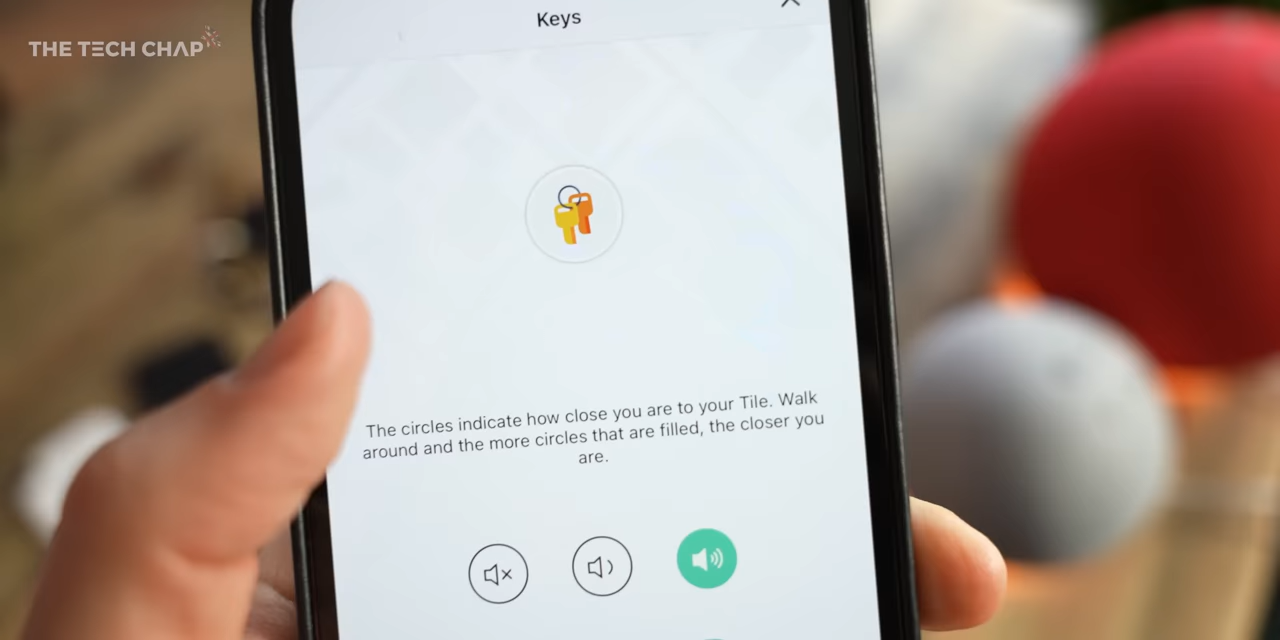 THE TECH CHAP
Keys
The circles indicate how close you are to your Tile. Walk
around and the more circles that are filled, the closer you
are.